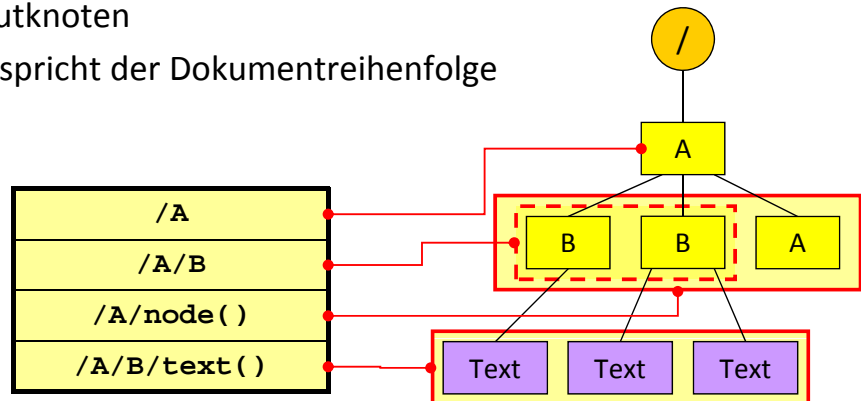 utknoten
spricht der Dokumentreihenfolge
/
A
/A
/A/B
/A/node()
/A/B/text()
B B A
Text Text Text